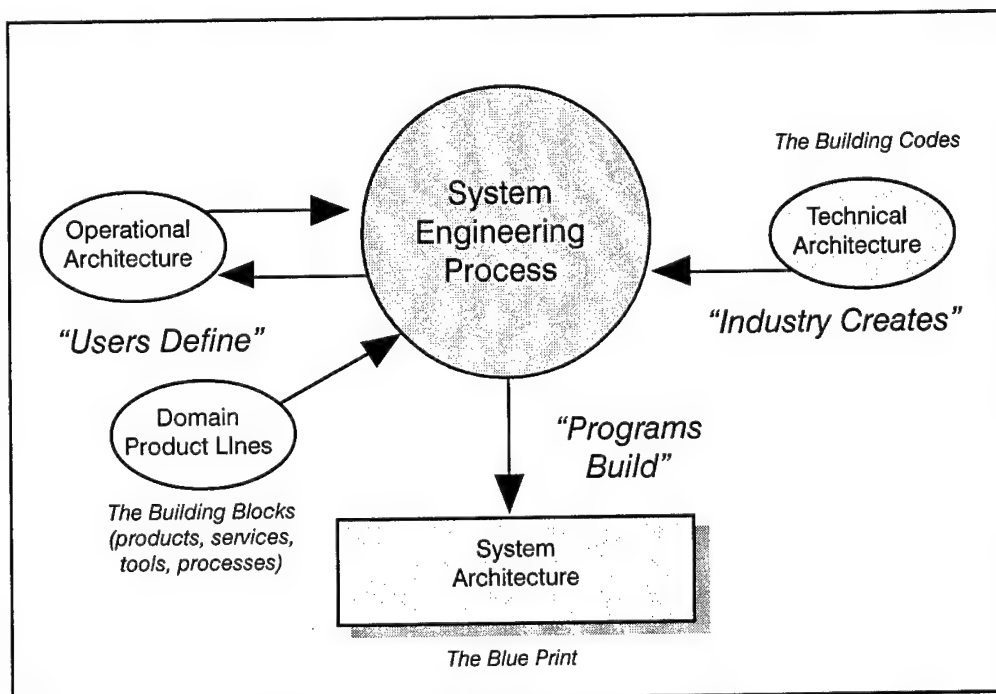 The Building Codes
System
Engineering
Process
Operational
Architecture
Technical
Architecture
“Users Define”
“Industry Creates”
Domain
Product LInes
“Programs
Build”
The Building Blocks
(products, services,
tools, processes)
System
Architecture
The Blue Print